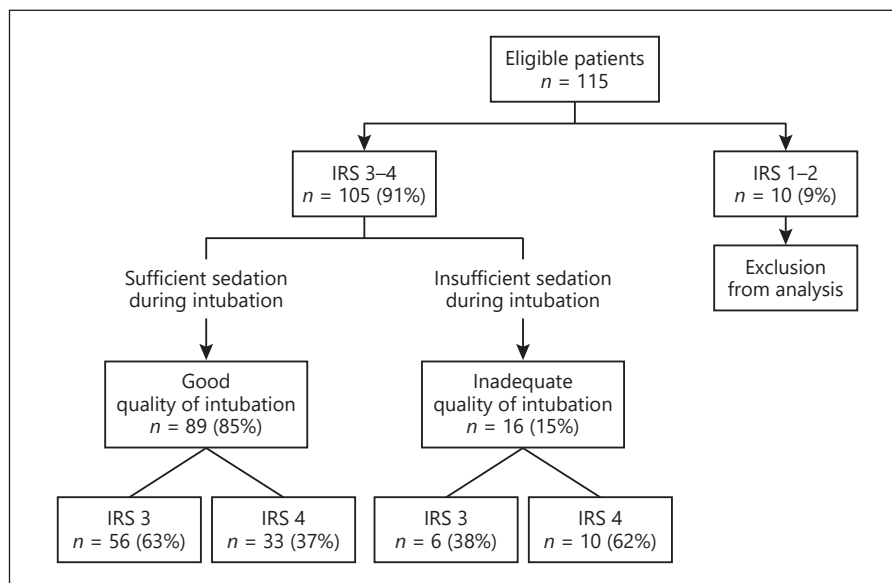 Eligible patients
n = 115
IRS 3–4
n = 105 (91%)
IRS 1–2
n = 10 (9%)
Sufficient sedation
during intubation
Insufficient sedation
during intubation
Exclusion
from analysis
Good
quality of intubation
n = 89 (85%)
Inadequate
quality of intubation
n = 16 (15%)
IRS 3
n = 56 (63%)
IRS 4
n = 33 (37%)
IRS 3
n = 6 (38%)
IRS 4
n = 10 (62%)